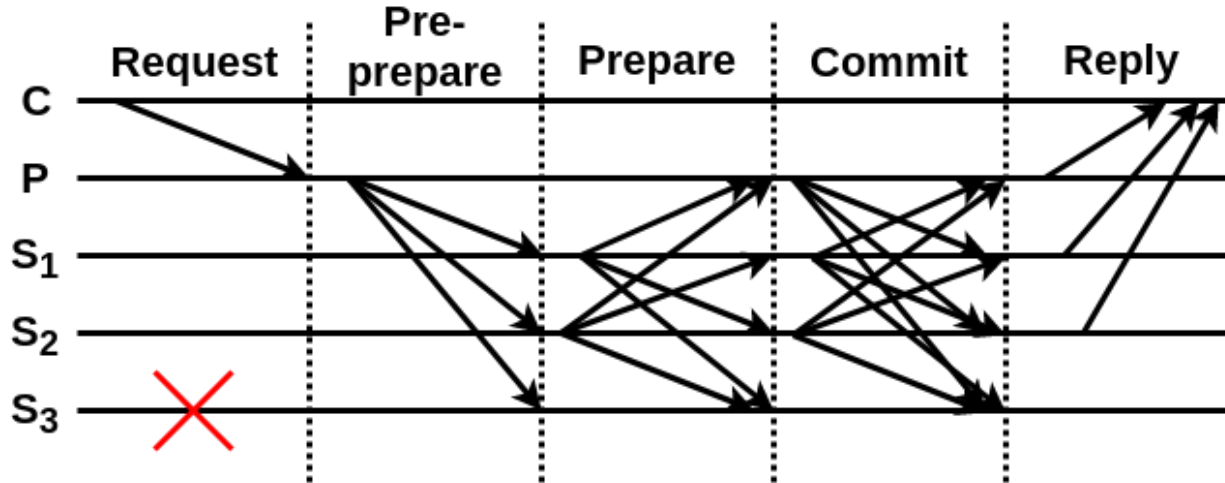 Request
Pre-
prepare
Prepare
Commit
Reply
C
P
S1
S2
S3